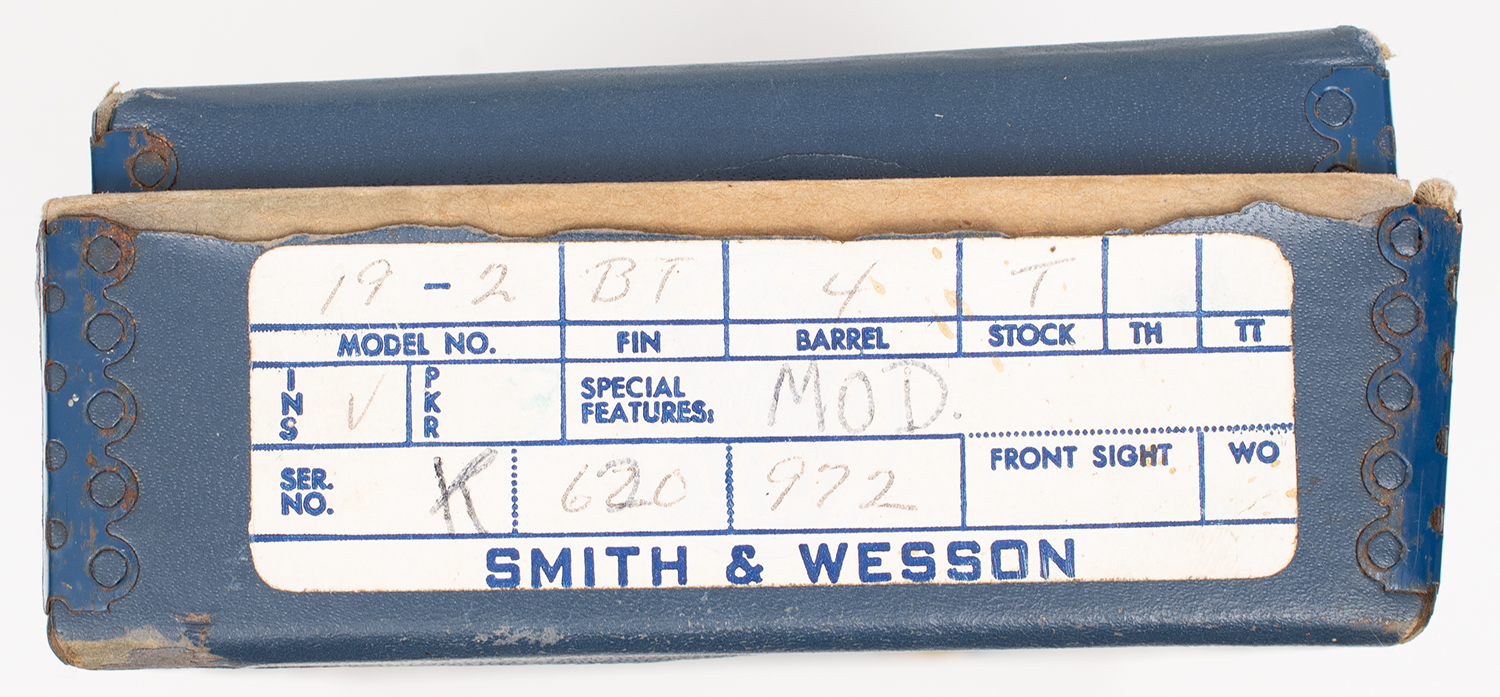 19 - 2 BT 4 T
MODEL NO. FIN BARREL STOCK TH TT
INS V PKR SPECIAL FEATURES: MOD.
SER. NO. K 620 972 FRONT SIGHT WO
SMITH & WESSON